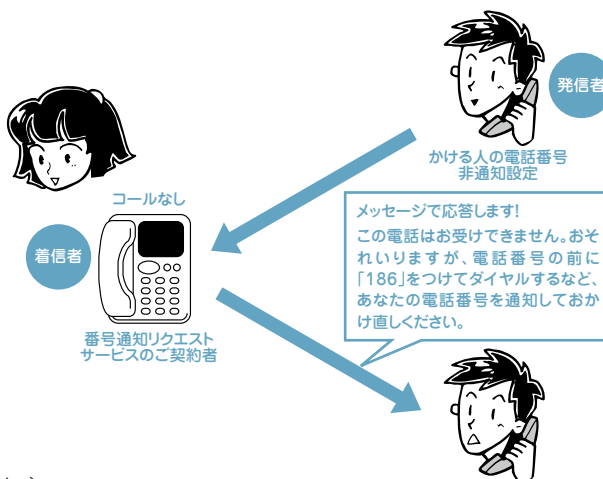 発信者
かける人の電話番号
非通知設定
コールなし
着信者
番号通知リクエスト
サービスのご契約者
メッセージで応答します!
この電話はお受けできません。おそ
れいりますが、電話番号の前に
「186」をつけてダイヤルするなど、
あなたの電話番号を通知しておか
け直しください。